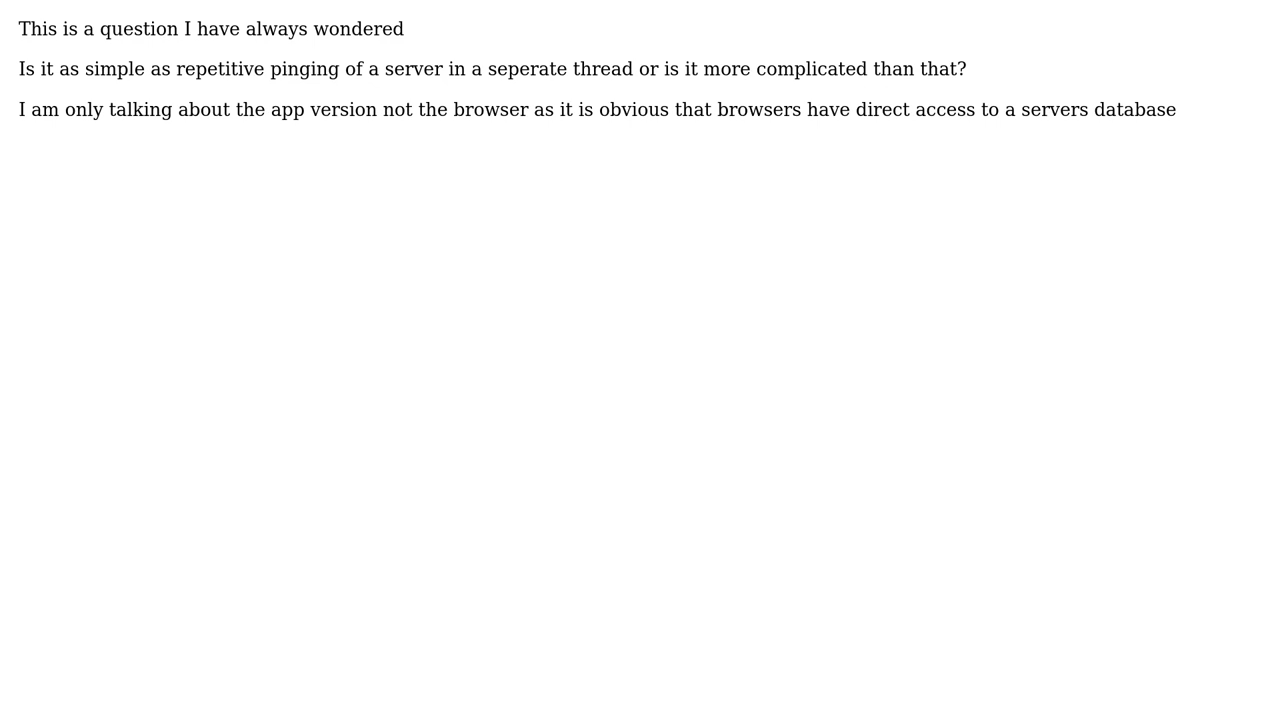 This is a question I have always wondered
Is it as simple as repetitive pinging of a server in a seperate thread or is it more complicated than that?
I am only talking about the app version not the browser as it is obvious that browsers have direct access to a servers database